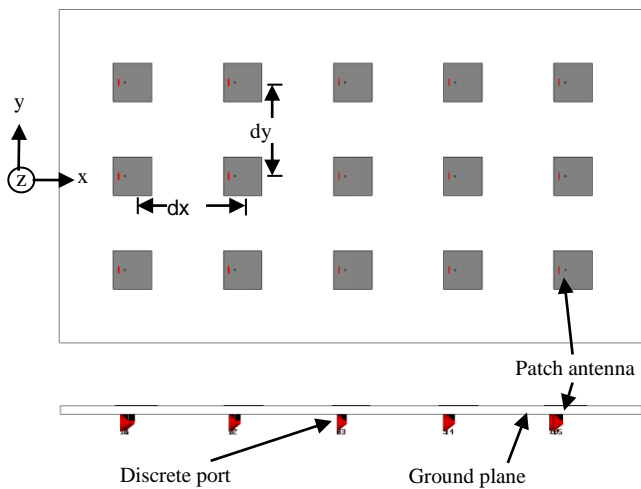 y
dy
z
x
dx
Patch antenna
Discrete port
Ground plane